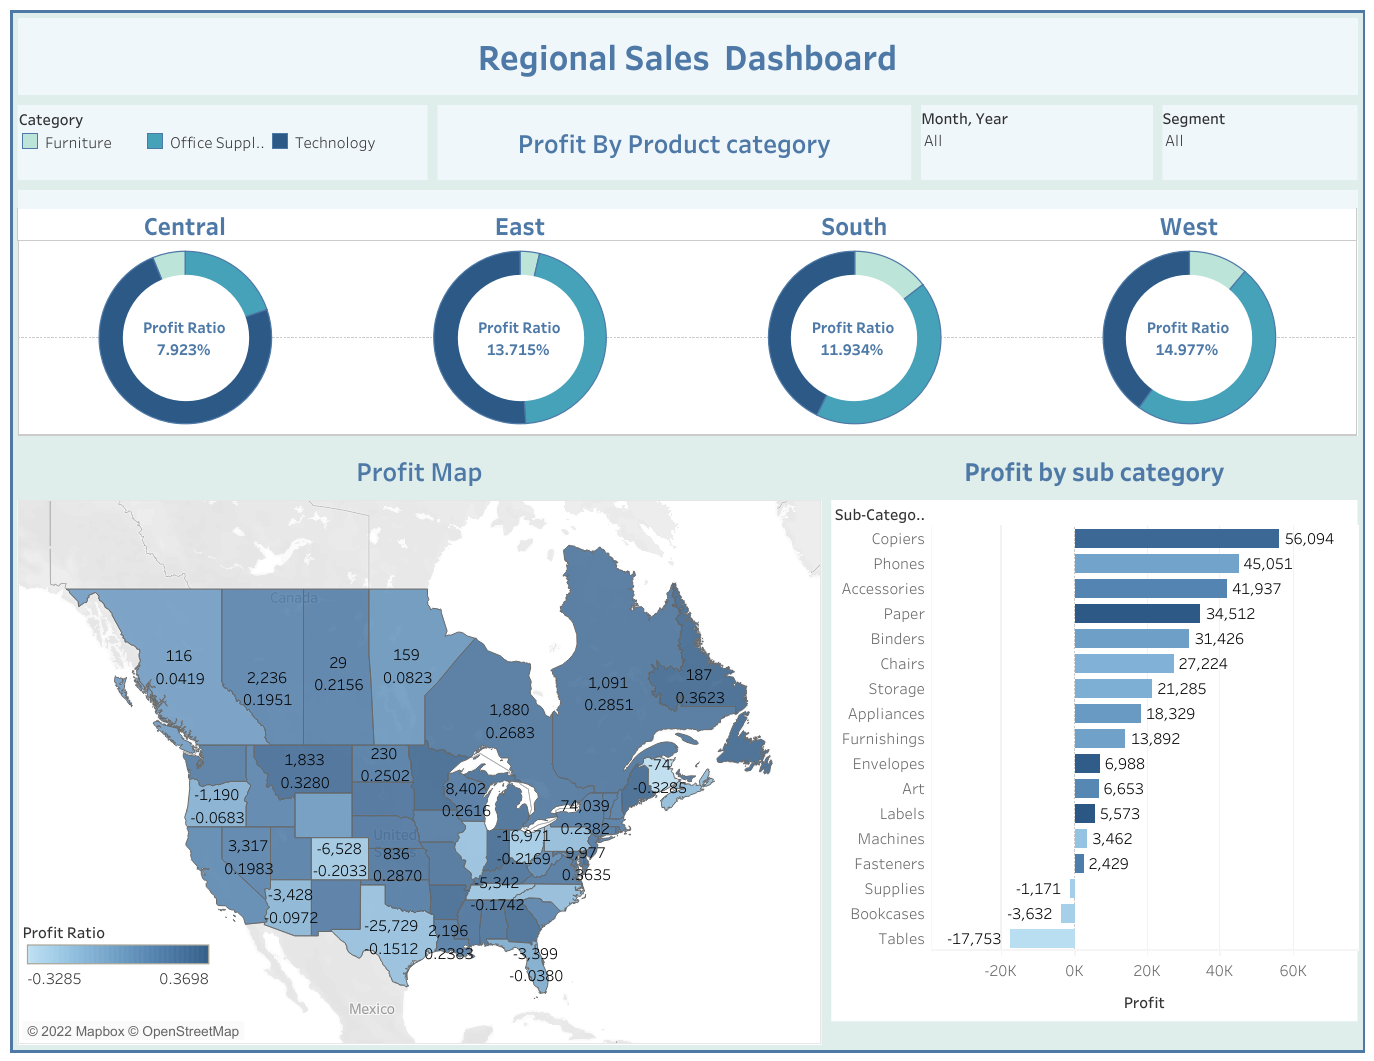 Regional Sales  Dashboard
Category
Furniture
Office Suppl..
Technology
Profit By Product category
Month, Year
All
Segment
All
Central
East
South
West
Profit Ratio
7.923%
Profit Ratio
13.715%
Profit Ratio
11.934%
Profit Ratio
14.977%
Profit Map
Canada
116
0.0419
2,236
0.1951
29
0.2156
159
0.0823
1,880
0.2683
1,091
0.2851
187
0.3623
1,833
0.3280
230
0.2502
-74
-0.3285
-1,190
-0.0683
8,402
0.2616
74,039
0.2382
United
-16,971
-0.2169
3,317
0.1983
-6,528
-0.2033
836
0.2870
9,977
0.3635
-3,428
-0.0972
-5,342
-0.1742
-25,729
-0.1512
2,196
0.2383
-3,399
-0.0380
Mexico
Profit Ratio
-0.3285
0.3698
© 2022 Mapbox © OpenStreetMap
Profit by sub category
Sub-Catego..
Copiers 56,094
Phones 45,051
Accessories 41,937
Paper 34,512
Binders 31,426
Chairs 27,224
Storage 21,285
Appliances 18,329
Furnishings 13,892
Envelopes 6,988
Art 6,653
Labels 5,573
Machines 3,462
Fasteners 2,429
Supplies -1,171
Bookcases -3,632
Tables -17,753
-20K 0K 20K 40K 60K
Profit